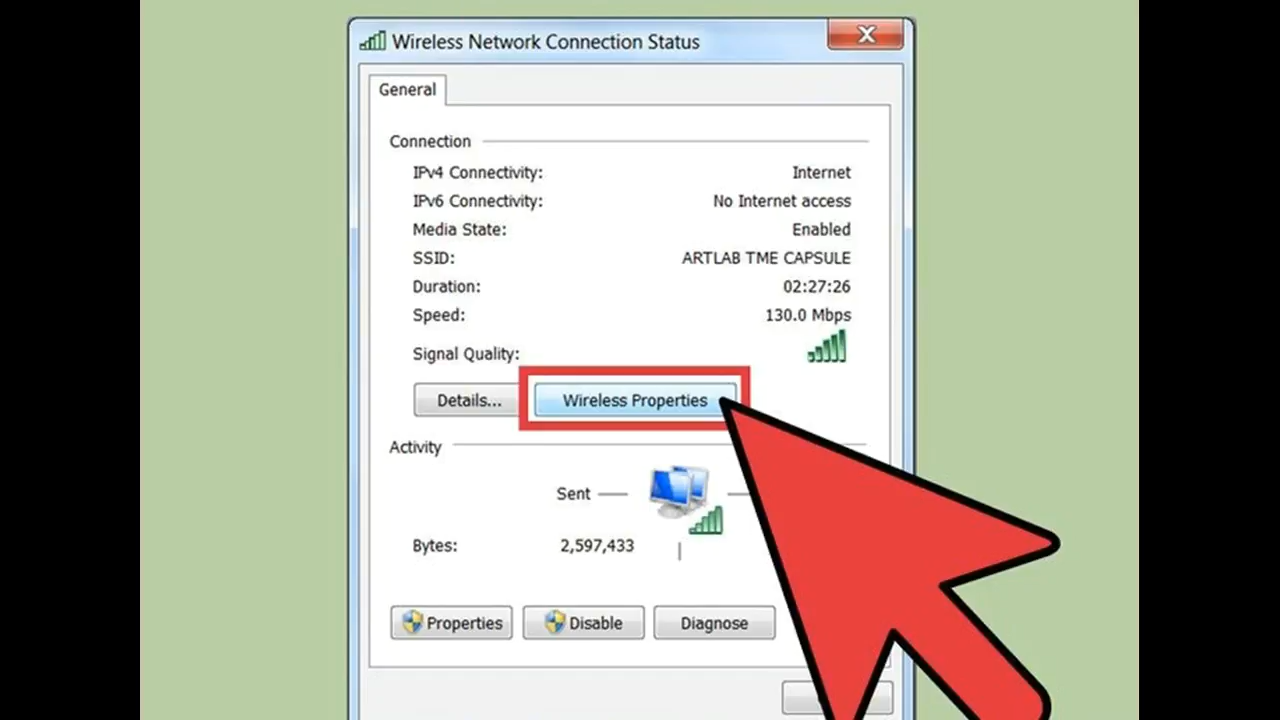 Wireless Network Connection Status
General
Connection
IPv4 Connectivity: Internet
IPv6 Connectivity: No Internet access
Media State: Enabled
SSID: ARTLAB TME CAPSULE
Duration: 02:27:26
Speed: 130.0 Mbps
Signal Quality:
Details... Wireless Properties
Activity
Sent
Bytes: 2,597,433
Properties Disable Diagnose